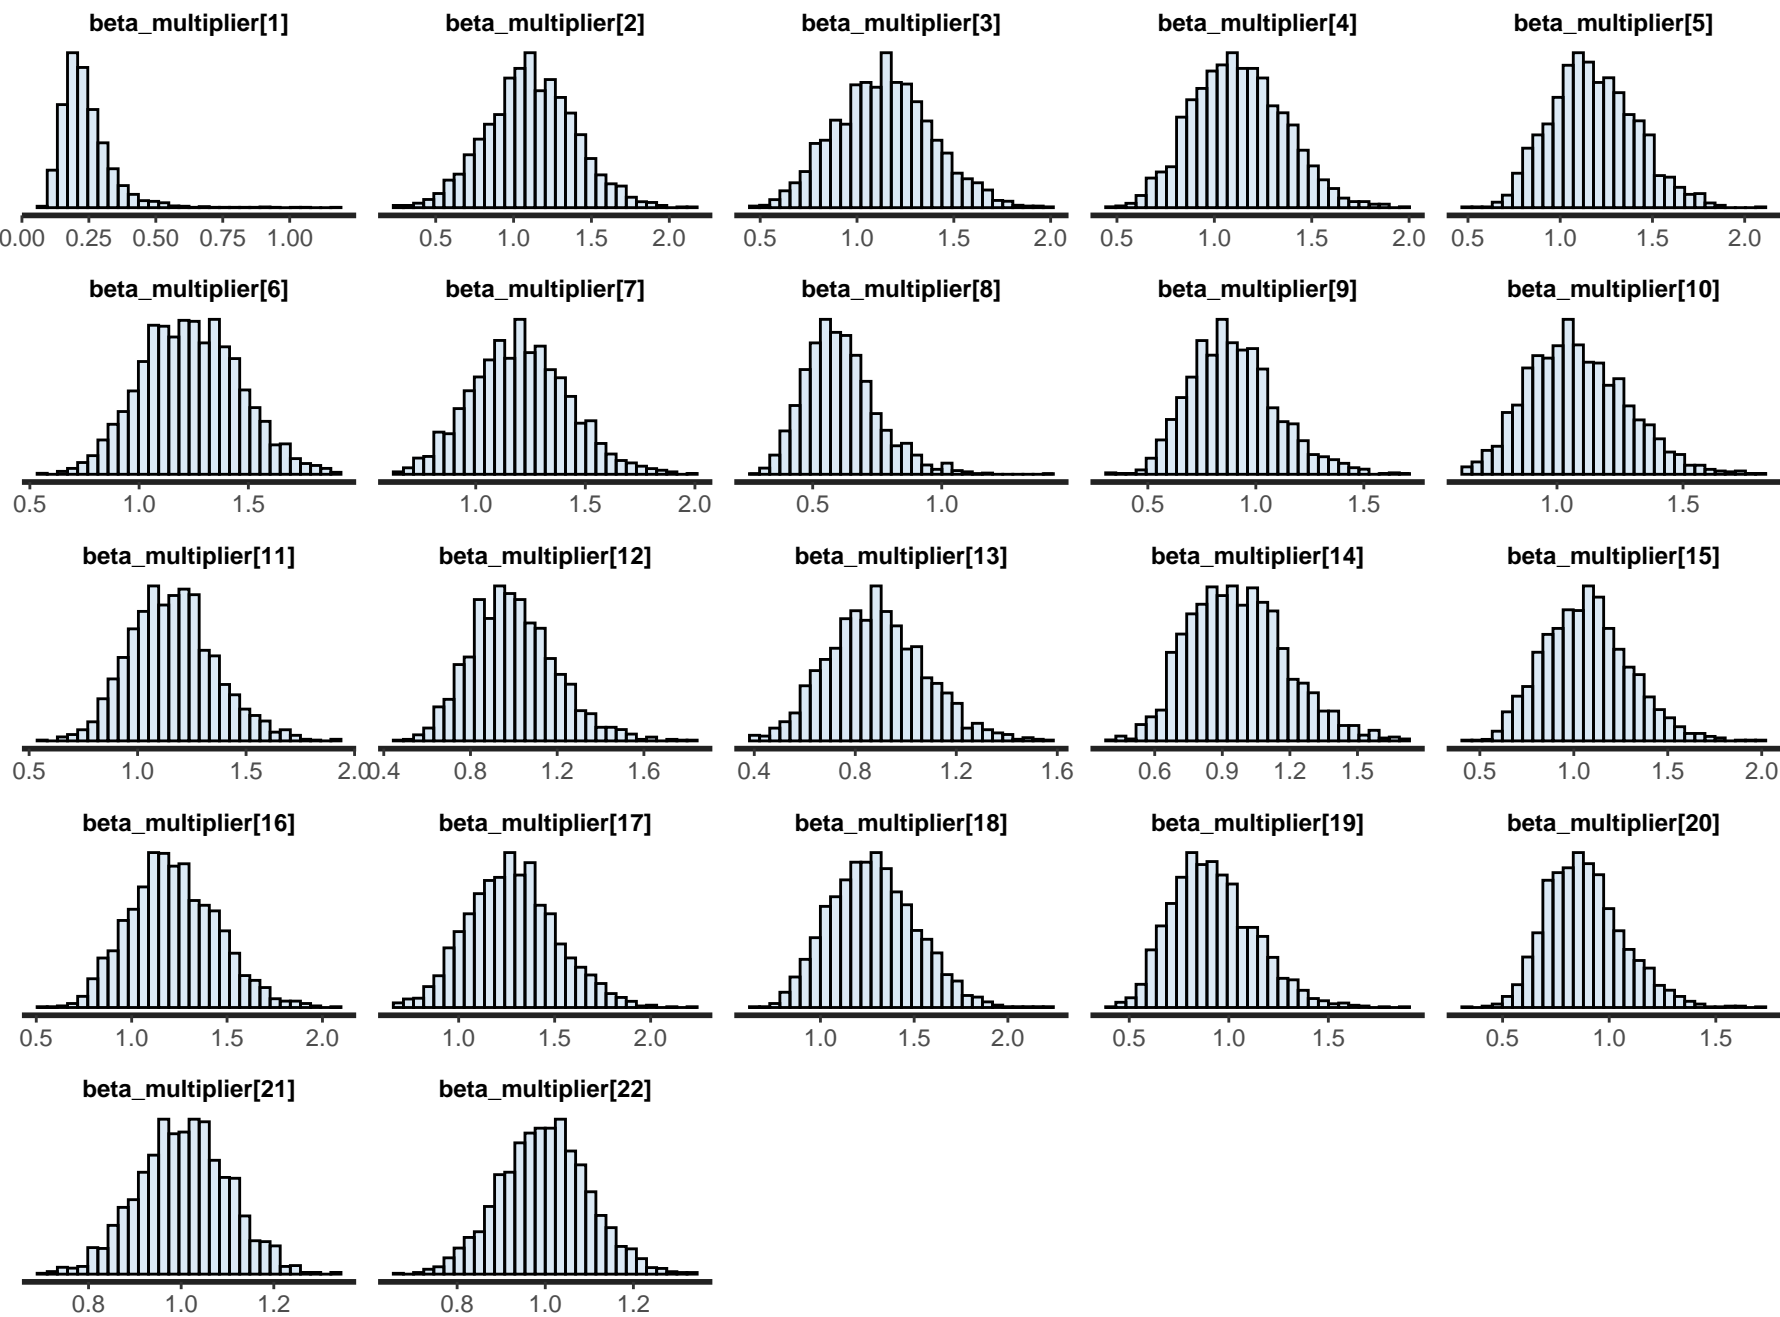 beta_multiplier[1] beta_multiplier[2] beta_multiplier[3] beta_multiplier[4] beta_multiplier[5]
0.00 0.25 0.50 0.75 1.00 0.5 1.0 1.5 2.0 0.5 1.0 1.5 2.0 0.5 1.0 1.5 2.0 0.5 1.0 1.5 2.0
beta_multiplier[6] beta_multiplier[7] beta_multiplier[8] beta_multiplier[9] beta_multiplier[10]
0.5 1.0 1.5 1.0 1.5 2.0 0.5 1.0 0.5 1.0 1.5 1.0 1.5
beta_multiplier[11] beta_multiplier[12] beta_multiplier[13] beta_multiplier[14] beta_multiplier[15]
0.5 1.0 1.5 2.0 0.4 0.8 1.2 1.6 0.4 0.8 1.2 1.6 0.6 0.9 1.2 1.5 0.5 1.0 1.5 2.0
beta_multiplier[16] beta_multiplier[17] beta_multiplier[18] beta_multiplier[19] beta_multiplier[20]
0.5 1.0 1.5 2.0 1.0 1.5 2.0 1.0 1.5 2.0 0.5 1.0 1.5 0.5 1.0 1.5
beta_multiplier[21] beta_multiplier[22]
0.8 1.0 1.2 0.8 1.0 1.2